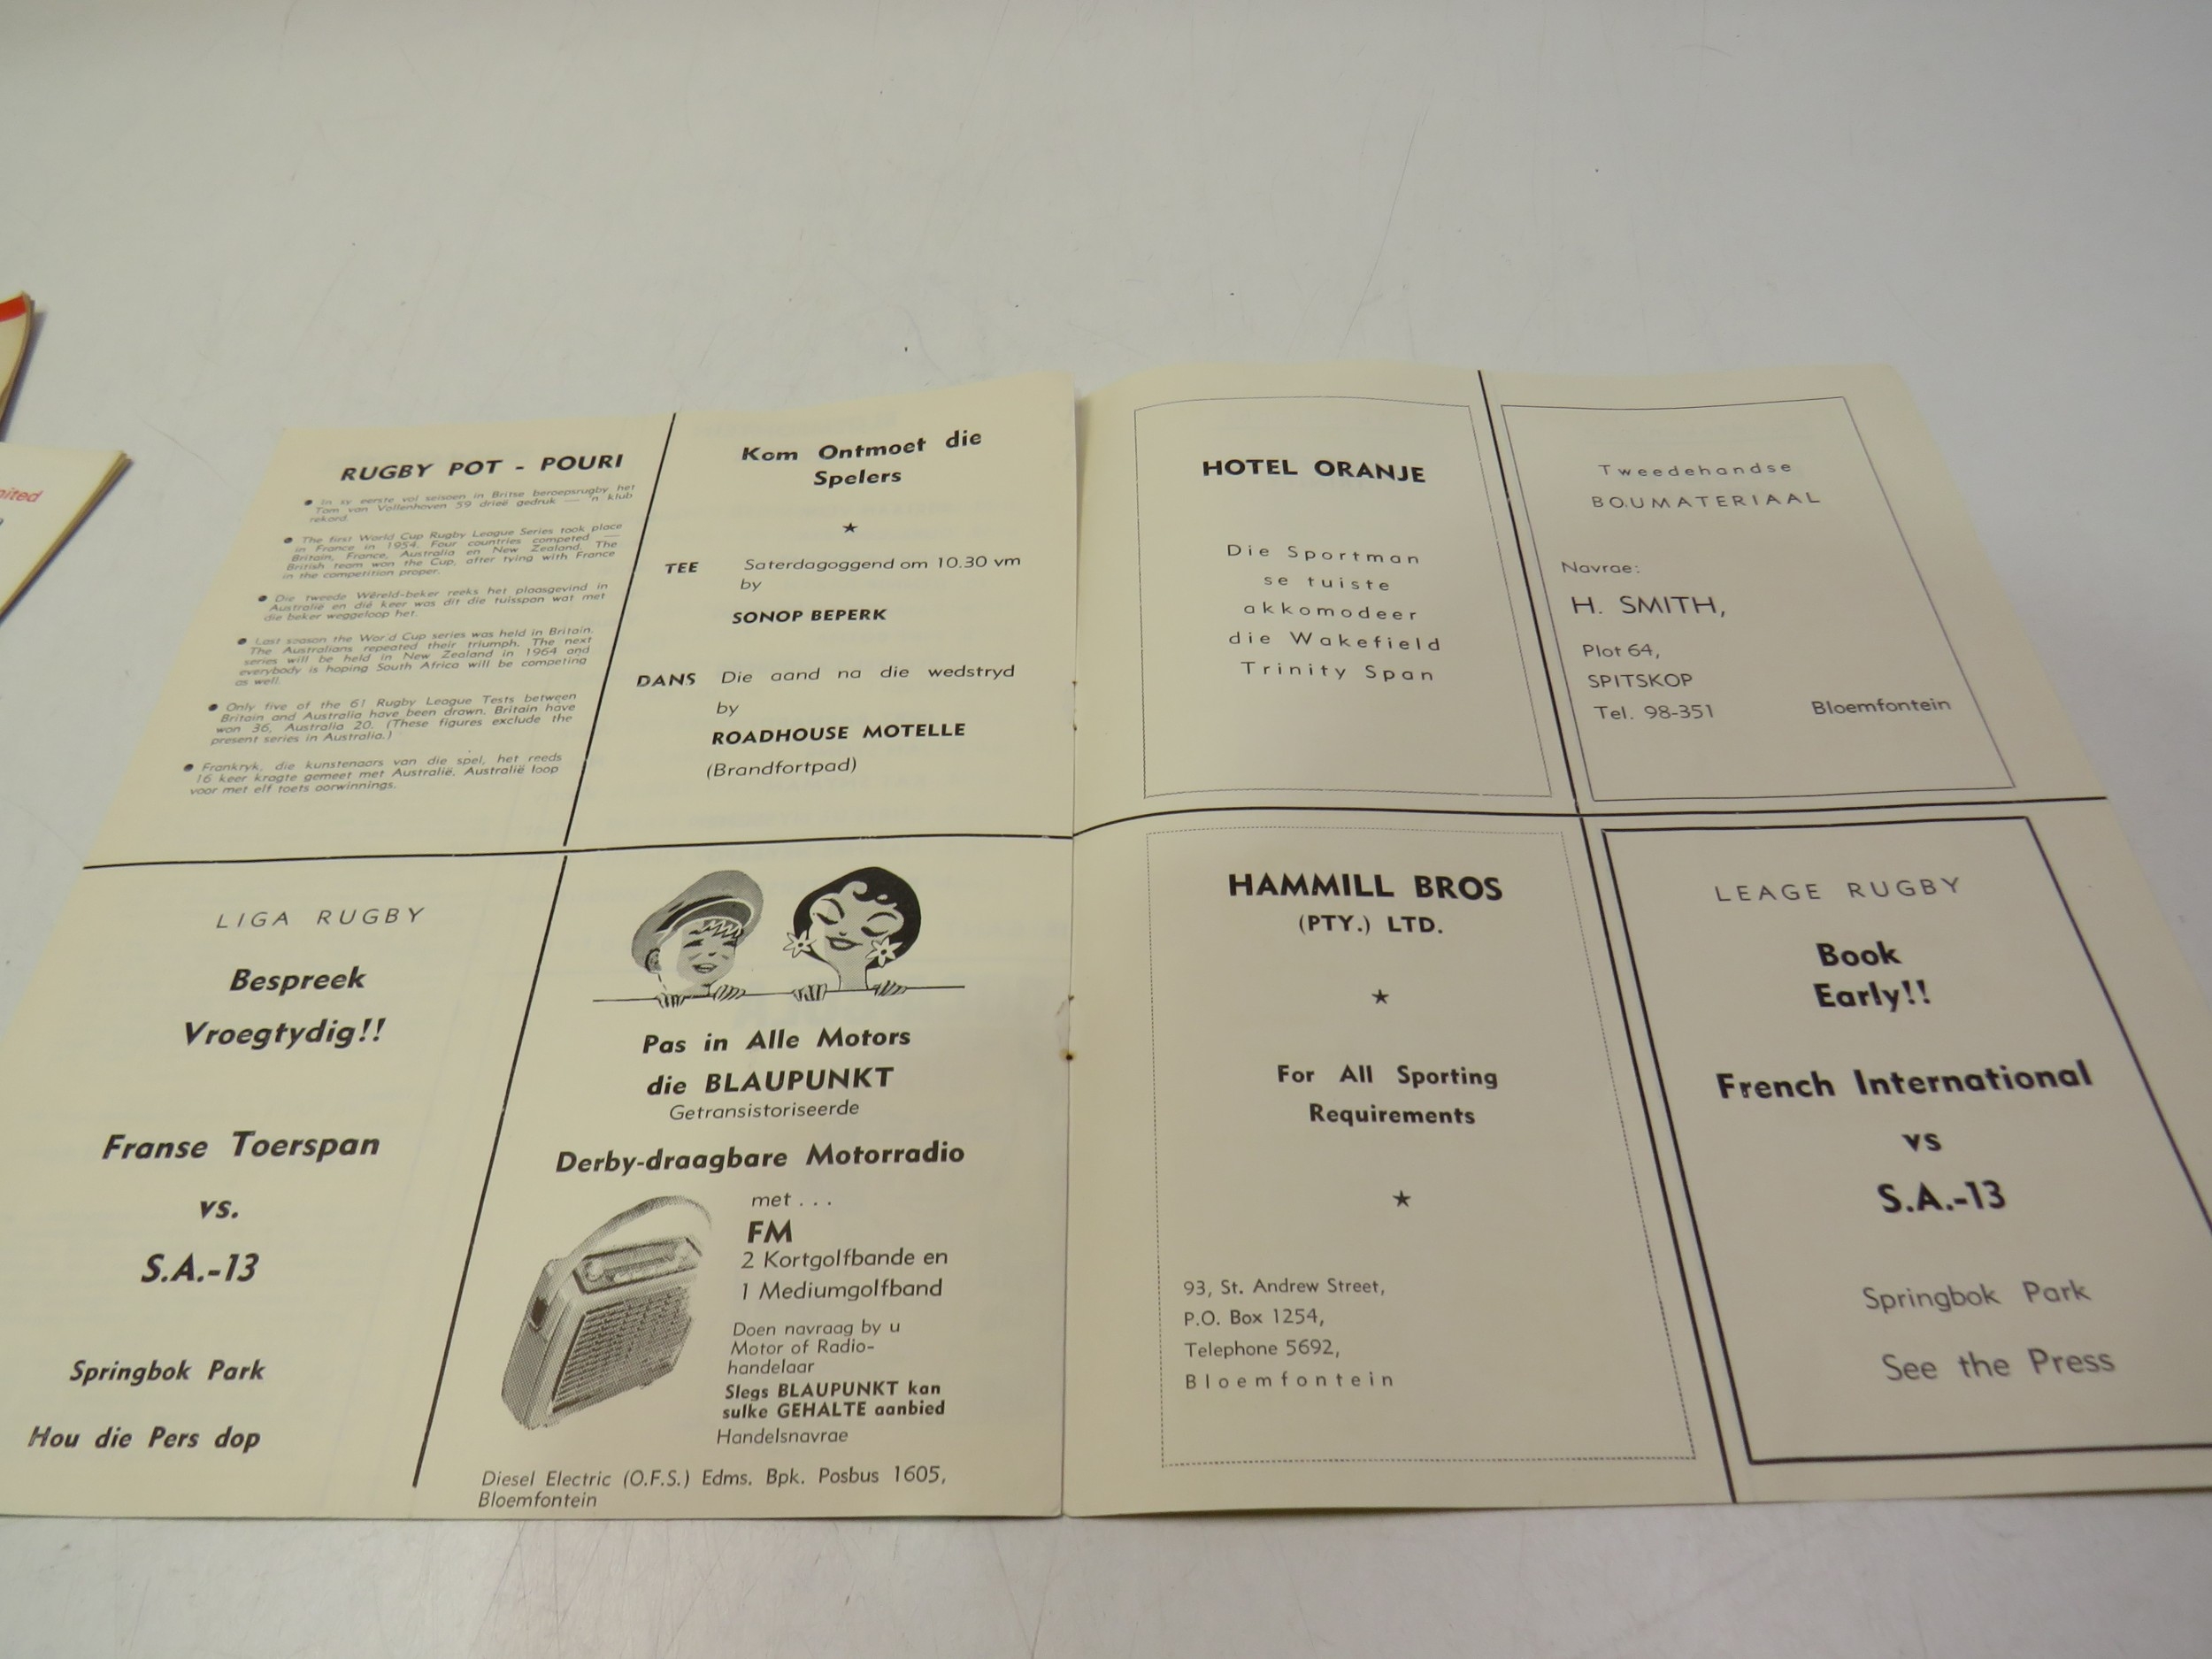 RUGBY POT - POURI
● In sy eerste vol seisoen in Britse beroepsrugby het
Tom van Vollenhoven 59 drieë gedruk — 'n klub
rekord.
● The first World Cup Rugby League Series took place
in France in 1954. Four countries competed —
Britain, France, Australia en New Zealand. The
British team won the Cup, after tying with France
in the competition proper.
● Die tweede Wêreld-beker reeks het plaasgevind in
Australië en dié keer was dit die tuisspan wat met
die beker weggeloop het.
● Last season the Wor.d Cup series was held in Britain.
The Australians repeated their triumph. The next
series will be held in New Zealand in 1964 and
everybody is hoping South Africa will be competing
as well.
● Only five of the 61 Rugby League Tests between
Britain and Australia have been drawn. Britain have
won 36, Australia 20. (These figures exclude the
present series in Australia.)
● Frankryk, die kunstenaars van die spel, het reeds
16 keer kragte gemeet met Australië. Australië loop
voor met elf toets oorwinnings.
Kom Ontmoet die
Spelers
★
TEE Saterdagoggend om 10.30 vm
by
SONOP BEPERK
DANS Die aand na die wedstryd
by
ROADHOUSE MOTELLE
(Brandfortpad)
LIGA RUGBY
Bespreek
Vroegtydig!!
Franse Toerspan
vs.
S.A.-13
Springbok Park
Hou die Pers dop
Pas in Alle Motors
die BLAUPUNKT
Getransistoriseerde
Derby-draagbare Motorradio
met . . .
FM
2 Kortgolfbande en
1 Mediumgolfband
Doen navraag by u
Motor of Radio-
handelaar
Slegs BLAUPUNKT kan
sulke GEHALTE aanbied
Handelsnavrae
Diesel Electric (O.F.S.) Edms. Bpk. Posbus 1605,
Bloemfontein
HOTEL ORANJE
Die Sportman
se tuiste
akkomodeer
die Wakefield
Trinity Span
Tweedehandse
BOUMATERIAAL
Navrae:
H. SMITH,
Plot 64,
SPITSKOP
Tel. 98-351 Bloemfontein
HAMMILL BROS
(PTY.) LTD.
★
For All Sporting
Requirements
★
93, St. Andrew Street,
P.O. Box 1254,
Telephone 5692,
Bloemfontein
LEAGE RUGBY
Book
Early!!
French International
vs
S.A.-13
Springbok Park
See the Press